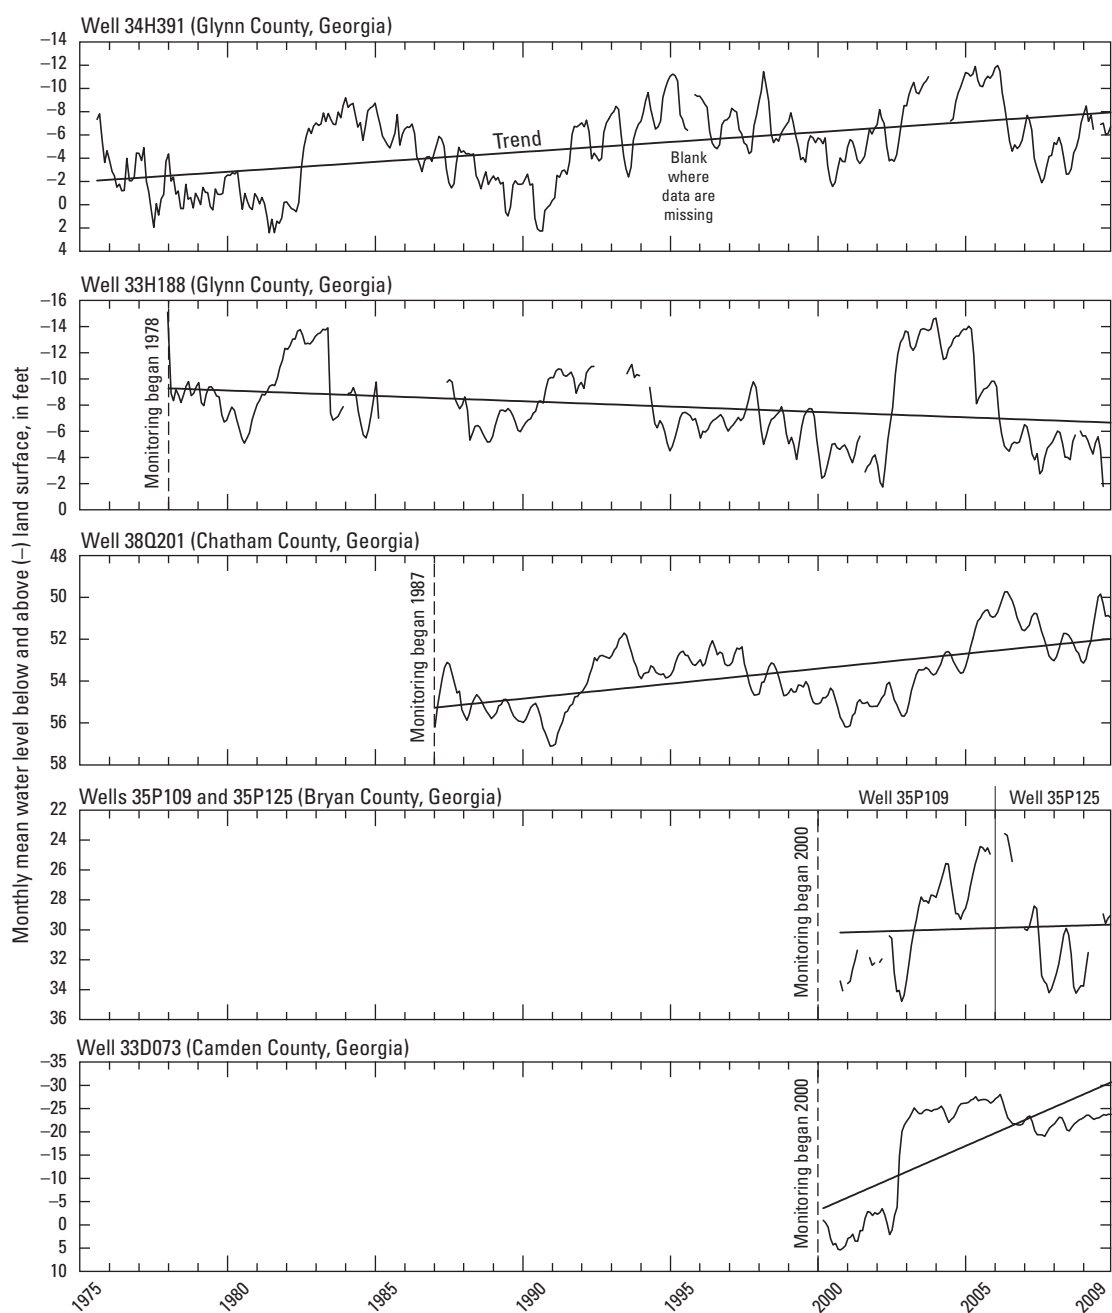 Well 34H391 (Glynn County, Georgia)
–14
–12
–10
–8
–6
–4
–2
0
2
4
Trend
Blank
where
data are
missing
Well 33H188 (Glynn County, Georgia)
–16
–14
–12
–10
–8
–6
–4
–2
0
Monitoring began 1978
Monthly mean water level below and above (–) land surface, in feet
Well 38Q201 (Chatham County, Georgia)
48
50
52
54
56
58
Monitoring began 1987
Wells 35P109 and 35P125 (Bryan County, Georgia)
Well 35P109 Well 35P125
22
24
26
28
30
32
34
36
Monitoring began 2000
Well 33D073 (Camden County, Georgia)
–35
–30
–25
–20
–15
–10
–5
0
5
10
Monitoring began 2000
1975 1980 1985 1990 1995 2000 2005 2009